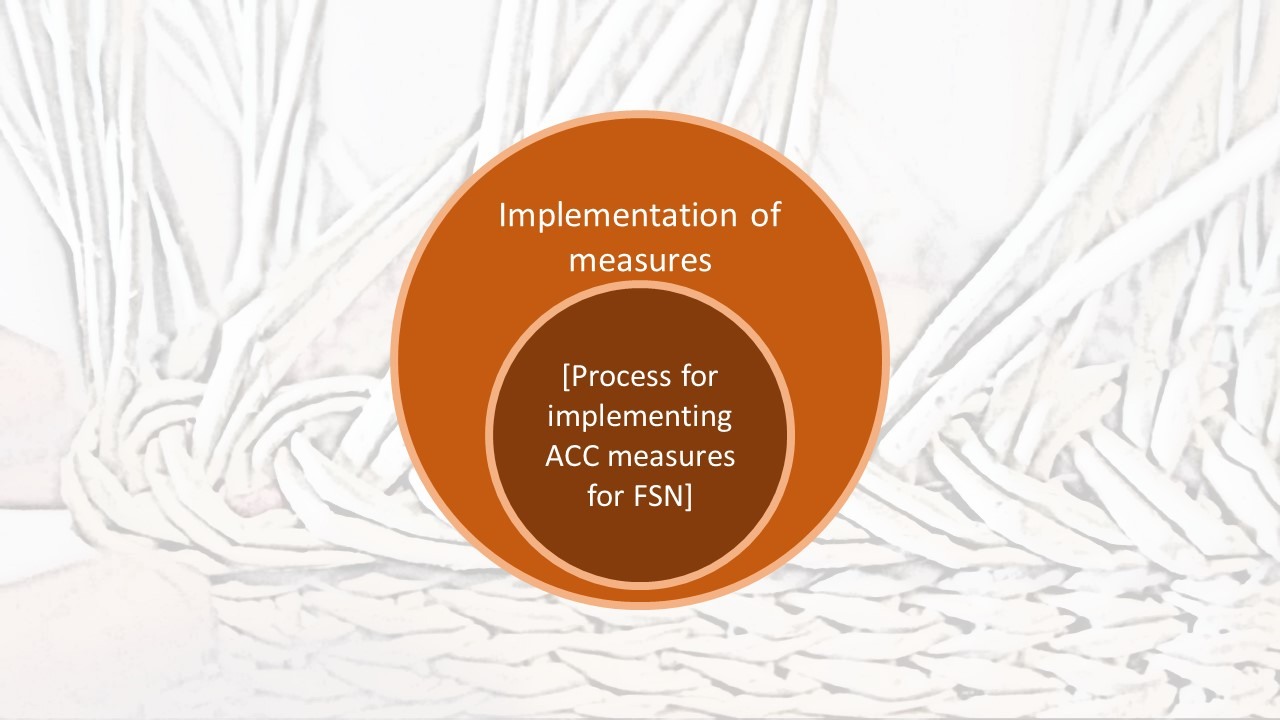 Implementation of
measures
[Process for
implementing
ACC measures
for FSN]